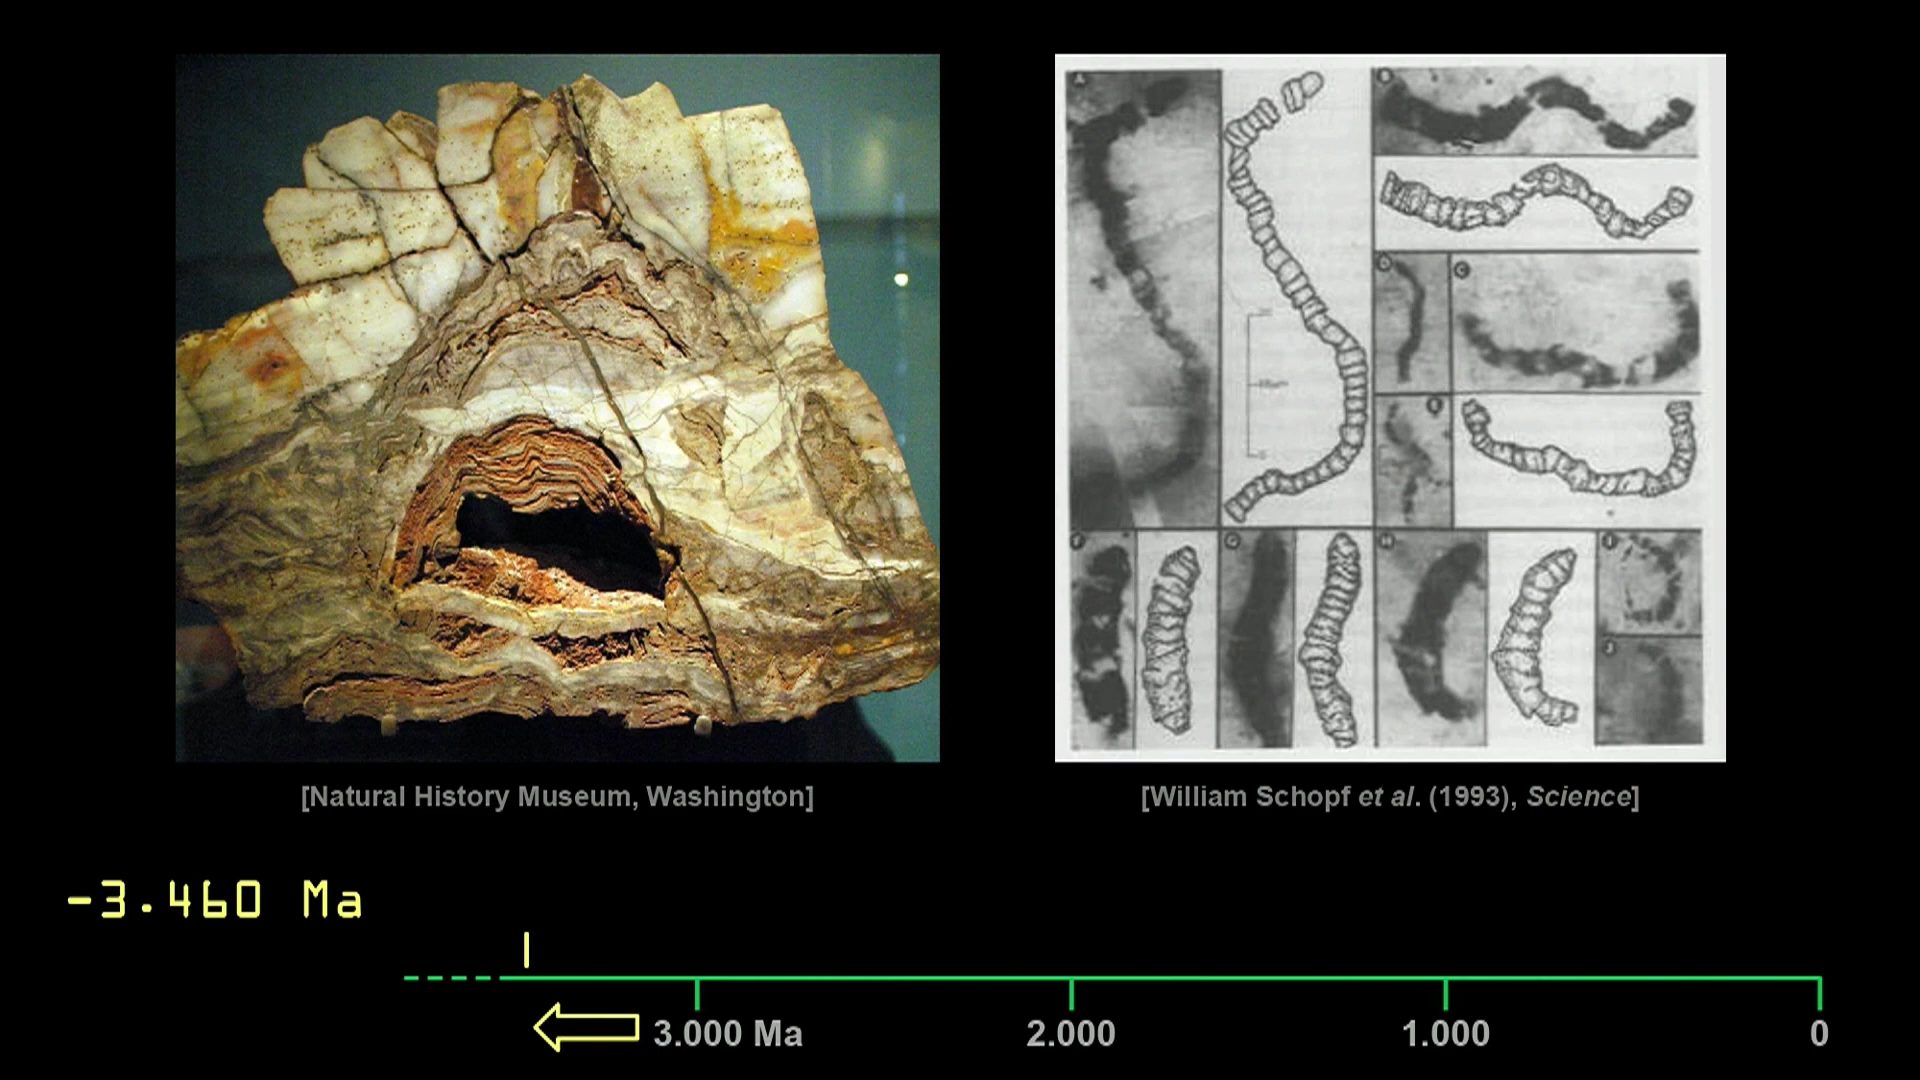 [Natural History Museum, Washington]
[William Schopf et al. (1993), Science]
-3.460 Ma
3.000 Ma
2.000
1.000
0
A
B
D
C
E
F
G
H
I
J